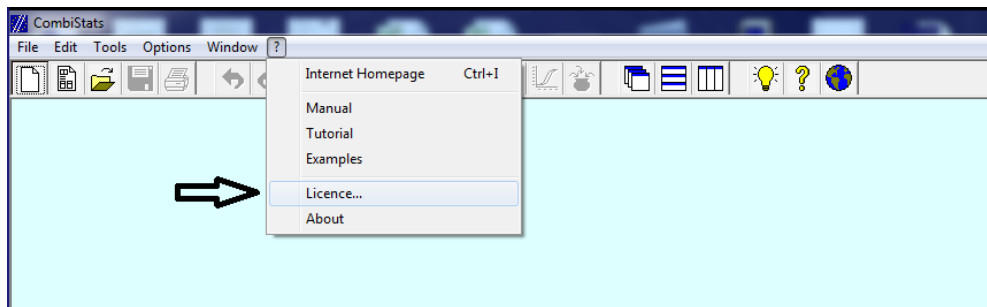 CombiStats
File Edit Tools Options Window ?
Internet Homepage Ctrl+I
Manual
Tutorial
Examples
Licence...
About